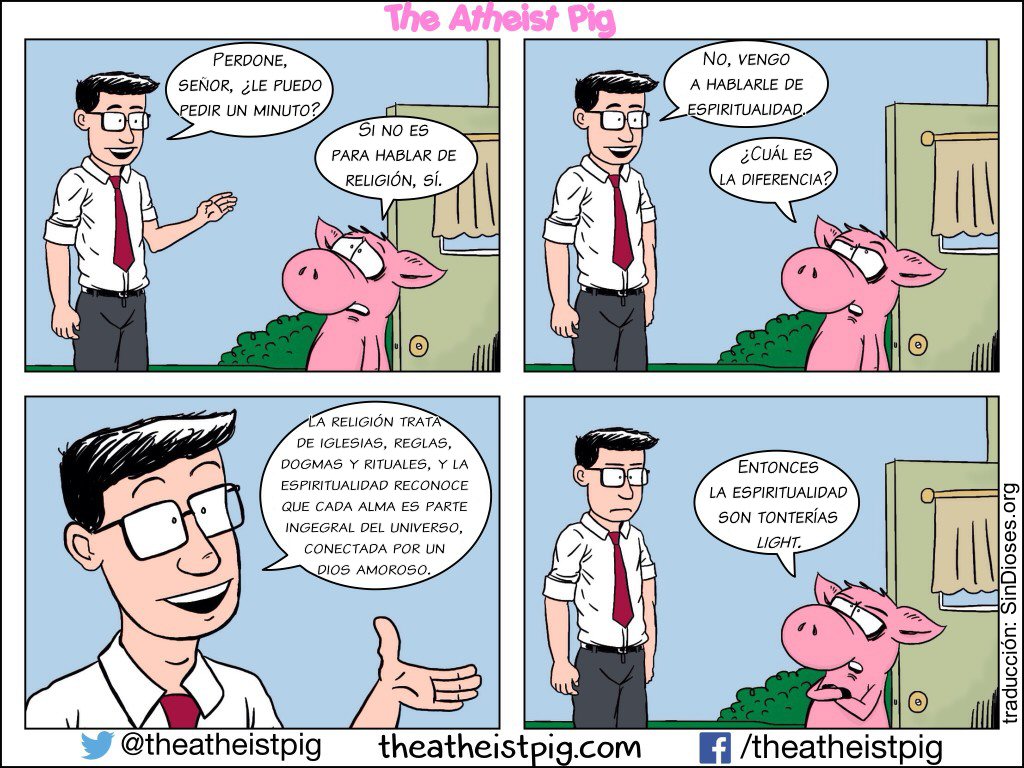 The Atheist Pig
PERDONE,
SEÑOR, ¿LE PUEDO
PEDIR UN MINUTO?
SI NO ES
PARA HABLAR DE
RELIGIÓN, SÍ.
NO, VENGO
A HABLARLE DE
ESPIRITUALIDAD.
¿CUÁL ES
LA DIFERENCIA?
LA RELIGIÓN TRATA
DE IGLESIAS, REGLAS,
DOGMAS Y RITUALES, Y LA
ESPIRITUALIDAD RECONOCE
QUE CADA ALMA ES PARTE
INGEGRAL DEL UNIVERSO,
CONECTADA POR UN
DIOS AMOROSO.
ENTONCES
LA ESPIRITUALIDAD
SON TONTERÍAS
LIGHT.
traducción: SinDioses.org
@theatheistpig
theatheistpig.com
/theatheistpig